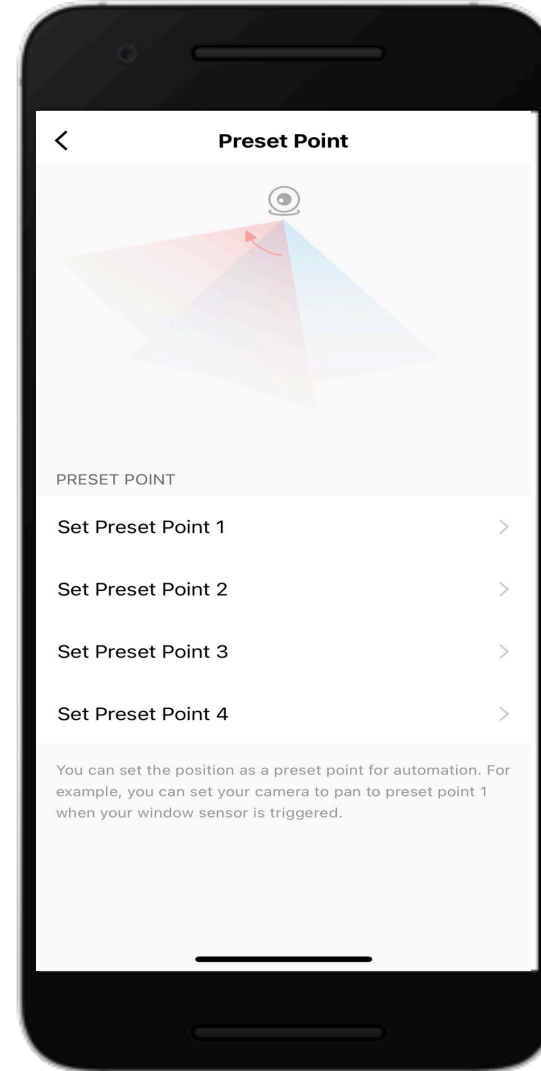 Preset Point
PRESET POINT
Set Preset Point 1
Set Preset Point 2
Set Preset Point 3
Set Preset Point 4
You can set the position as a preset point for automation. For
example, you can set your camera to pan to preset point 1
when your window sensor is triggered.